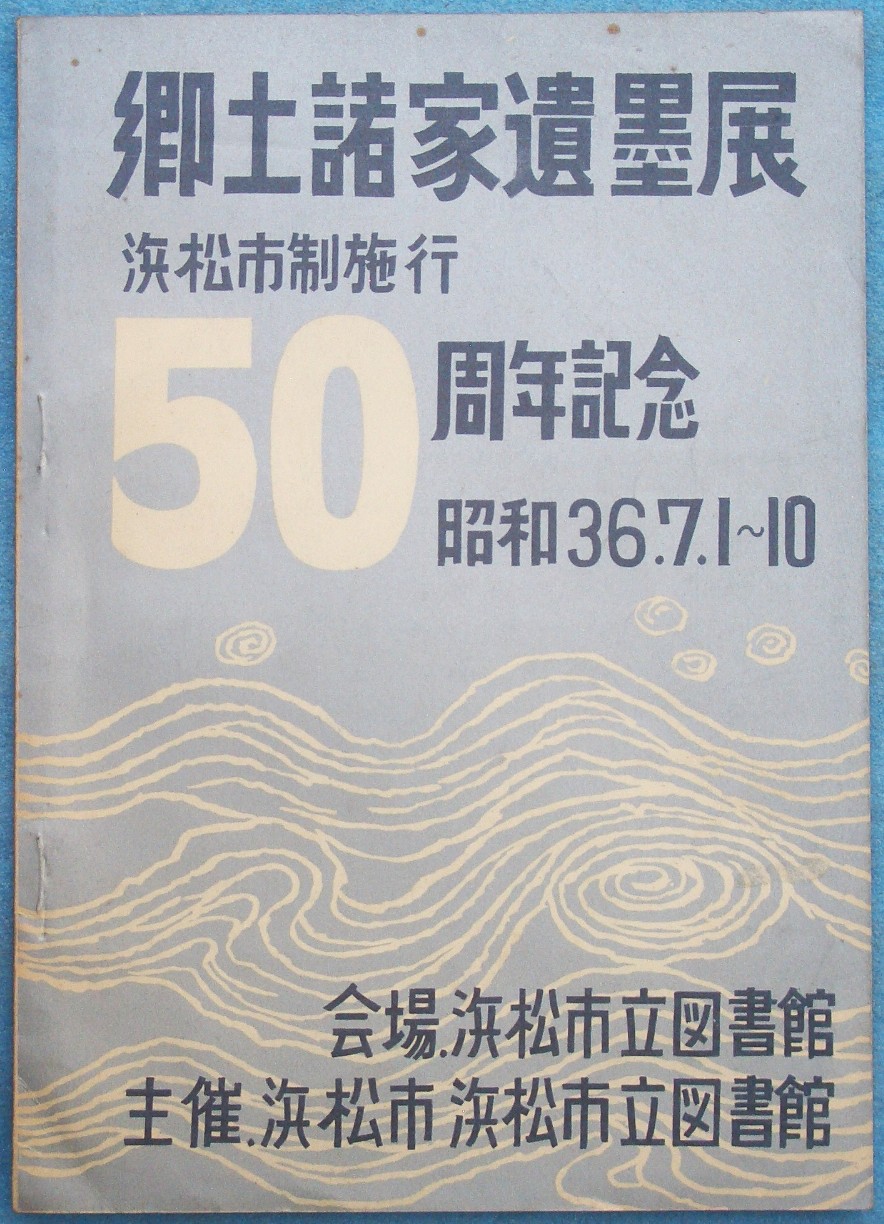 郷土諸家遺墨展
浜松市制施行
50周年記念
昭和36.7.1~10
会場.浜松市立図書館
主催.浜松市 浜松市立図書館